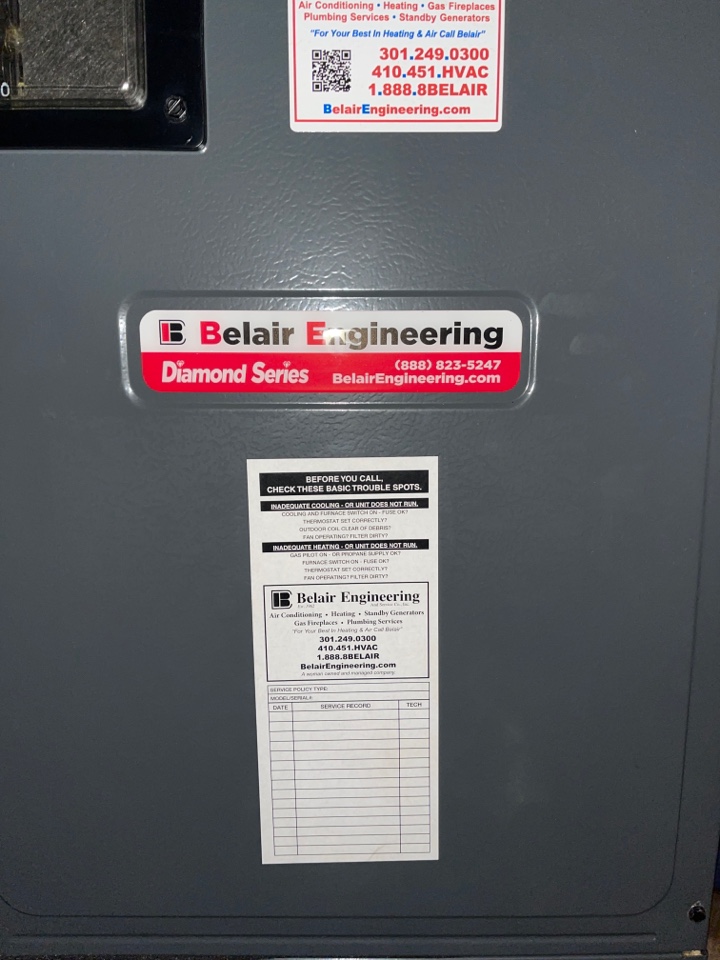 Air Conditioning • Heating • Gas Fireplaces
Plumbing Services • Standby Generators
"For Your Best in Heating & Air Call Belair"
301.249.0300
410.451.HVAC
1.888.8BELAIR
BelairEngineering.com
0
B Belair Engineering
Diamond Series
(888) 823-5247
BelairEngineering.com
BEFORE YOU CALL,
CHECK THESE BASIC TROUBLE SPOTS.
INADEQUATE COOLING - OR UNIT DOES NOT RUN.
COOLING AND FURNACE SWITCH ON - FUSE OK?
THERMOSTAT SET CORRECTLY?
OUTDOOR COIL CLEAR OF DEBRIS?
FAN OPERATING? FILTER DIRTY?
INADEQUATE HEATING - OR UNIT DOES NOT RUN.
GAS PILOT ON - OR PROPANE SUPPLY OK?
FURNACE SWITCH ON - FUSE OK?
THERMOSTAT SET CORRECTLY?
FAN OPERATING? FILTER DIRTY?
B Belair Engineering
Est. 1962 And Service Co., Inc.
Air Conditioning • Heating • Standby Generators
Gas Fireplaces • Plumbing Services
"For Your Best In Heating & Air Call Belair"
301.249.0300
410.451.HVAC
1.888.8BELAIR
BelairEngineering.com
A woman owned and managed company.
SERVICE POLICY TYPE:
MODEL/SERIAL#:
DATE SERVICE RECORD TECH